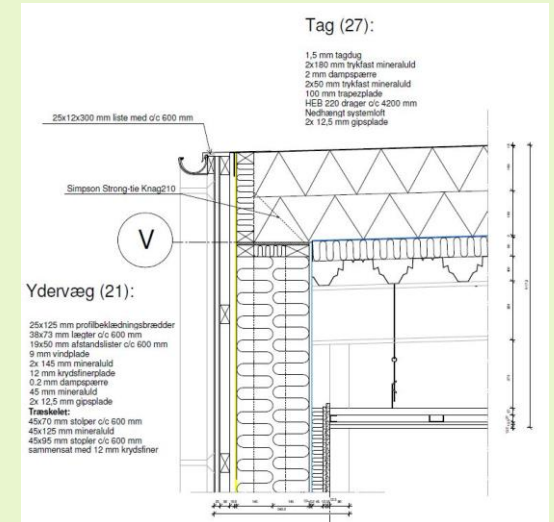 Tag (27):
1,5 mm tagdug
2x180 mm trykfast mineraluld
2 mm dampspærre
2x50 mm trykfast mineraluld
100 mm trapezplade
HEB 220 drager c/c 4200 mm
Nedhængt systemloft
2x 12,5 mm gipsplade
25x12x300 mm liste med c/c 600 mm
Simpson Strong-tie Knag210
V
Ydervæg (21):
25x125 mm profilbeklædningsbrædder
38x73 mm lægter c/c 600 mm
19x50 mm afstandslister c/c 600 mm
9 mm vindplade
2x 145 mm mineraluld
12 mm krydsfinerplade
0.2 mm dampspærre
45 mm mineraluld
2x 12,5 mm gipsplade
Træskelet:
45x70 mm stolper c/c 600 mm
45x125 mm mineraluld
45x95 mm stopler c/c 600 mm
sammensat med 12 mm krydsfiner